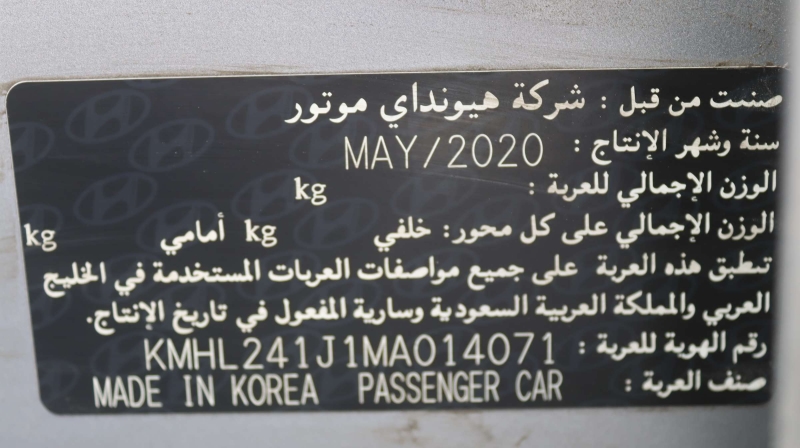 صنعت من قبل : شركة هيونداي موتور
سنة وشهر الإنتاج : MAY/2020
الوزن الإجمالي للعربة : kg
الوزن الإجمالي على كل محور: خلفي kg أمامي kg
تنطبق هذه العربة على جميع مواصفات العربات المستخدمة في الخليج
العربي والمملكة العربية السعودية وسارية المفعول في تاريخ الإنتاج.
رقم الهوية للعربة : KMHL241J1MA014071
صنف العربة : MADE IN KOREA PASSENGER CAR